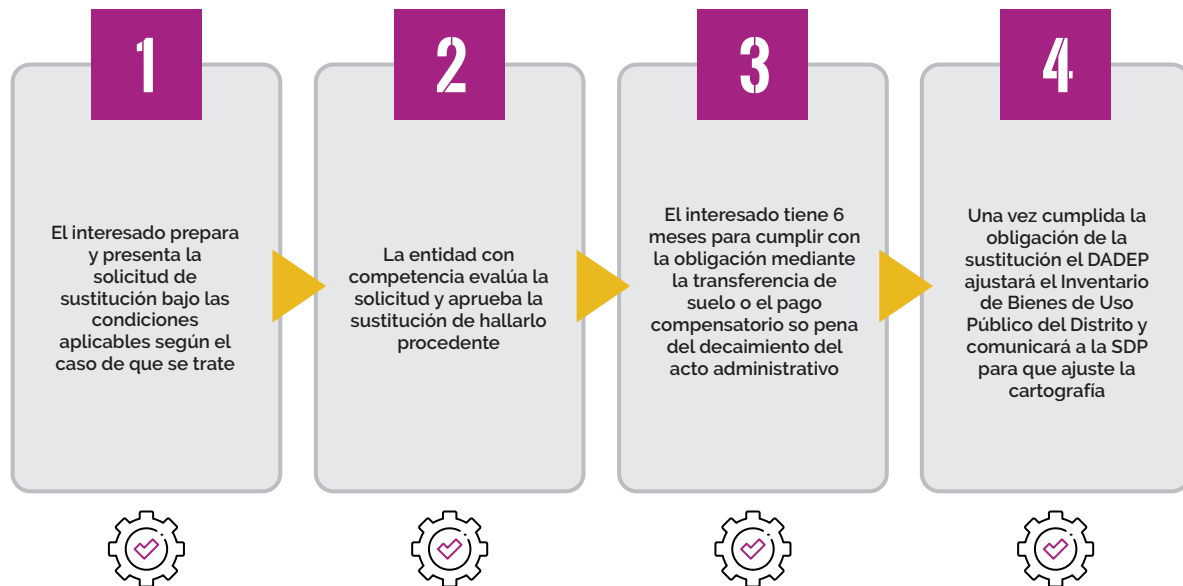 1
El interesado prepara
y presenta la
solicitud de
sustitución bajo las
condiciones
aplicables según el
caso de que se trate
2
La entidad con
competencia evalúa la
solicitud y aprueba la
sustitución de hallarlo
procedente
3
El interesado tiene 6
meses para cumplir con
la obligación mediante
la transferencia de
suelo o el pago
compensatorio so pena
del decaimiento del
acto administrativo
4
Una vez cumplida la
obligación de la
sustitución el DADEP
ajustará el Inventario
de Bienes de Uso
Público del Distrito y
comunicará a la SDP
para que ajuste la
cartografía